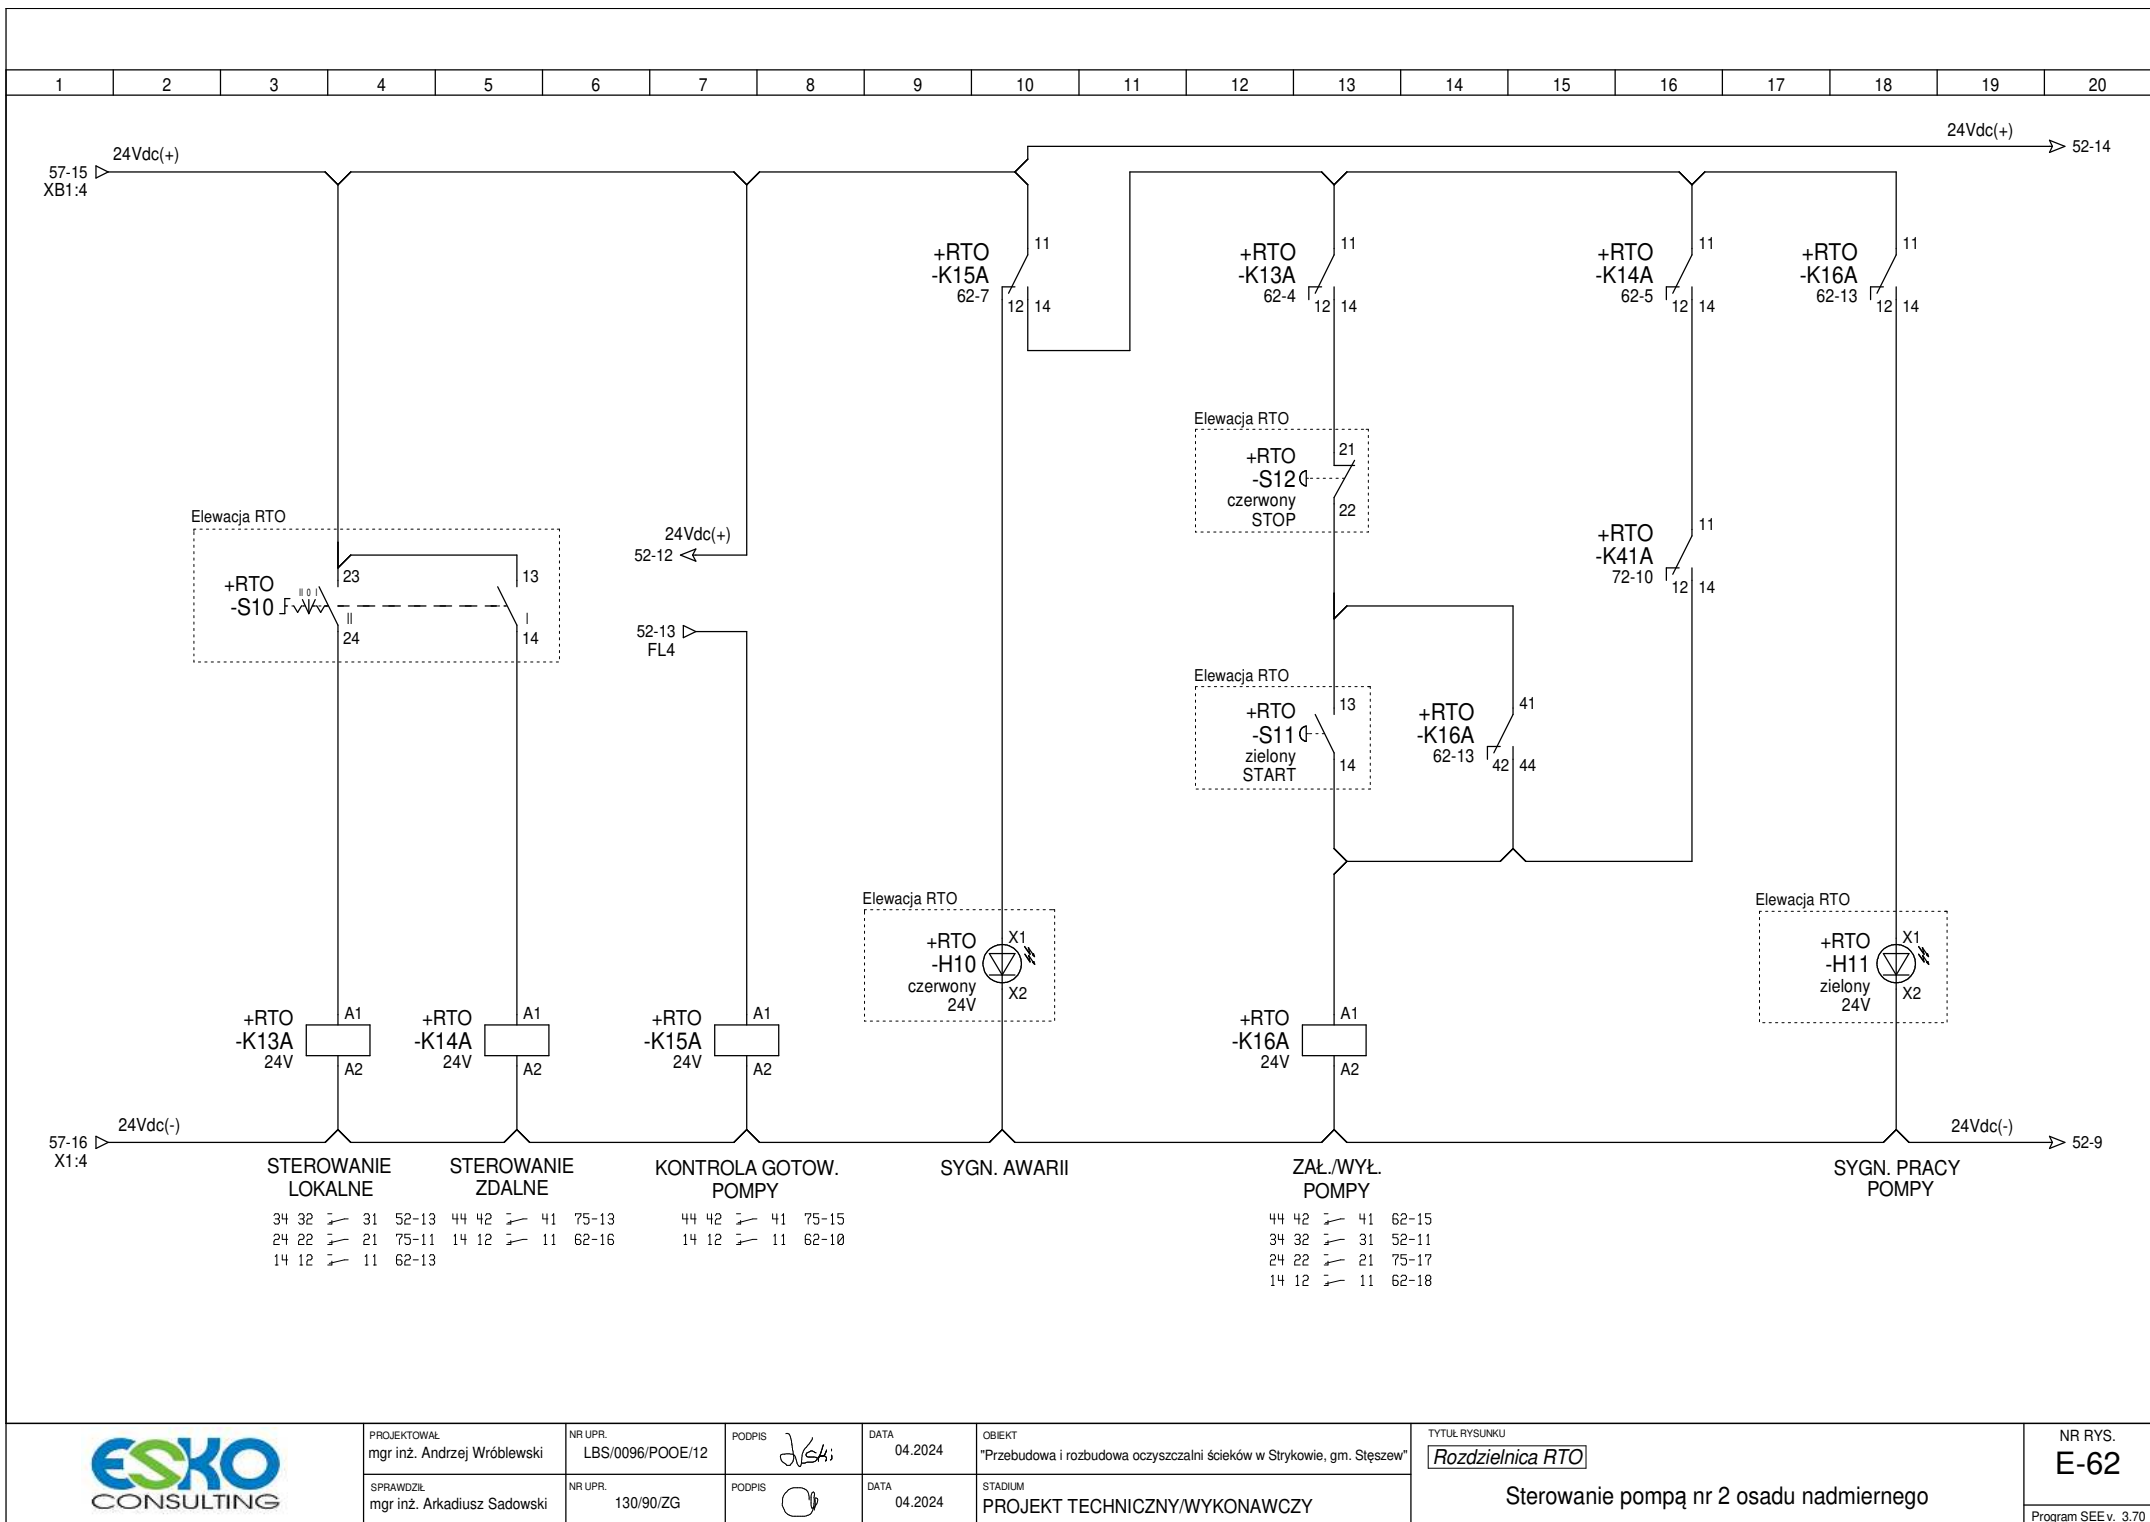 1 2 3 4 5 6 7 8 9 10 11 12 13 14 15 16 17 18 19 20
24Vdc(+)
52-14
24Vdc(+)
57-15
XB1:4
+RTO
-K15A
62-7
11
12 14
+RTO
-K13A
62-4
11
12 14
+RTO
-K14A
62-5
11
12 14
+RTO
-K16A
62-13
11
12 14
Elewacja RTO
+RTO
-S12
czerwony
STOP
21
22
Elewacja RTO
+RTO
-S10
II 0 I
23
II
24
13
I
14
24Vdc(+)
52-12
52-13
FL4
+RTO
-K41A
72-10
11
12 14
Elewacja RTO
+RTO
-S11
zielony
START
13
14
+RTO
-K16A
62-13
41
42 44
Elewacja RTO
+RTO
-H10
czerwony
24V
X1
X2
Elewacja RTO
+RTO
-H11
zielony
24V
X1
X2
+RTO
-K13A
24V
A1
A2
+RTO
-K14A
24V
A1
A2
+RTO
-K15A
24V
A1
A2
+RTO
-K16A
24V
A1
A2
24Vdc(-)
57-16
X1:4
24Vdc(-)
52-9
STEROWANIE
LOKALNE
34 32 31 52-13
24 22 21 75-11
14 12 11 62-13
STEROWANIE
ZDALNE
44 42 41 75-13
14 12 11 62-16
KONTROLA GOTOW.
POMPY
44 42 41 75-15
14 12 11 62-10
SYGN. AWARII
ZAŁ./WYŁ.
POMPY
44 42 41 62-15
34 32 31 52-11
24 22 21 75-17
14 12 11 62-18
SYGN. PRACY
POMPY
ESKO
CONSULTING
PROJEKTOWAŁ
mgr inż. Andrzej Wróblewski
NR UPR.
LBS/0096/POOE/12
PODPIS
DATA
04.2024
OBIEKT
"Przebudowa i rozbudowa oczyszczalni ścieków w Strykowie, gm. Stęszew"
SPRAWDZIŁ
mgr inż. Arkadiusz Sadowski
NR UPR.
130/90/ZG
PODPIS
DATA
04.2024
STADIUM
PROJEKT TECHNICZNY/WYKONAWCZY
TYTUŁ RYSUNKU
Rozdzielnica RTO
Sterowanie pompą nr 2 osadu nadmiernego
NR RYS.
E-62
Program SEE v. 3.70